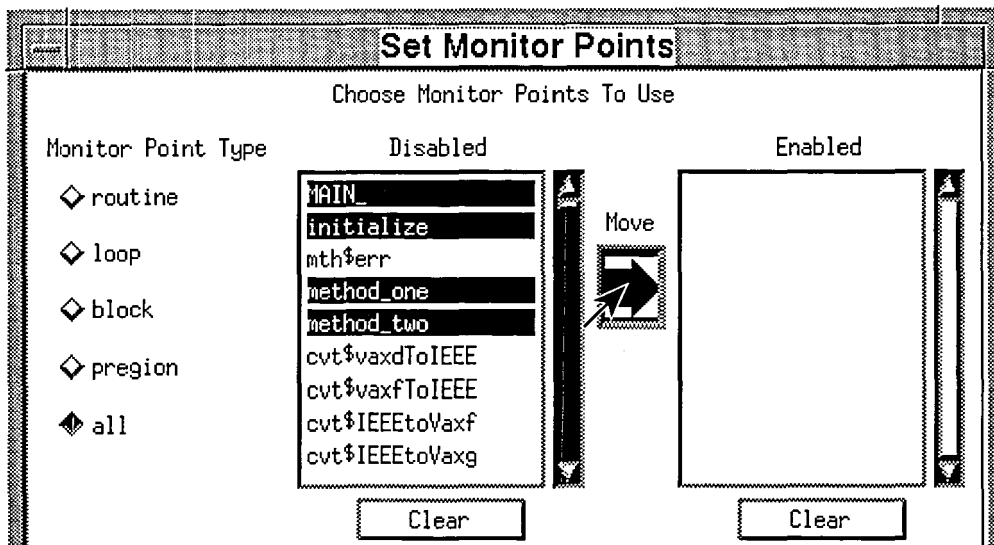 Set Monitor Points
Choose Monitor Points To Use
Monitor Point Type
routine
loop
block
pregion
all
Disabled
MAIN_
initialize
mth$err
method_one
method_two
cvt$vaxdToIEEE
cvt$vaxfToIEEE
cvt$IEEEtoVaxf
cvt$IEEEtoVaxg
Clear
Move
Enabled
Clear